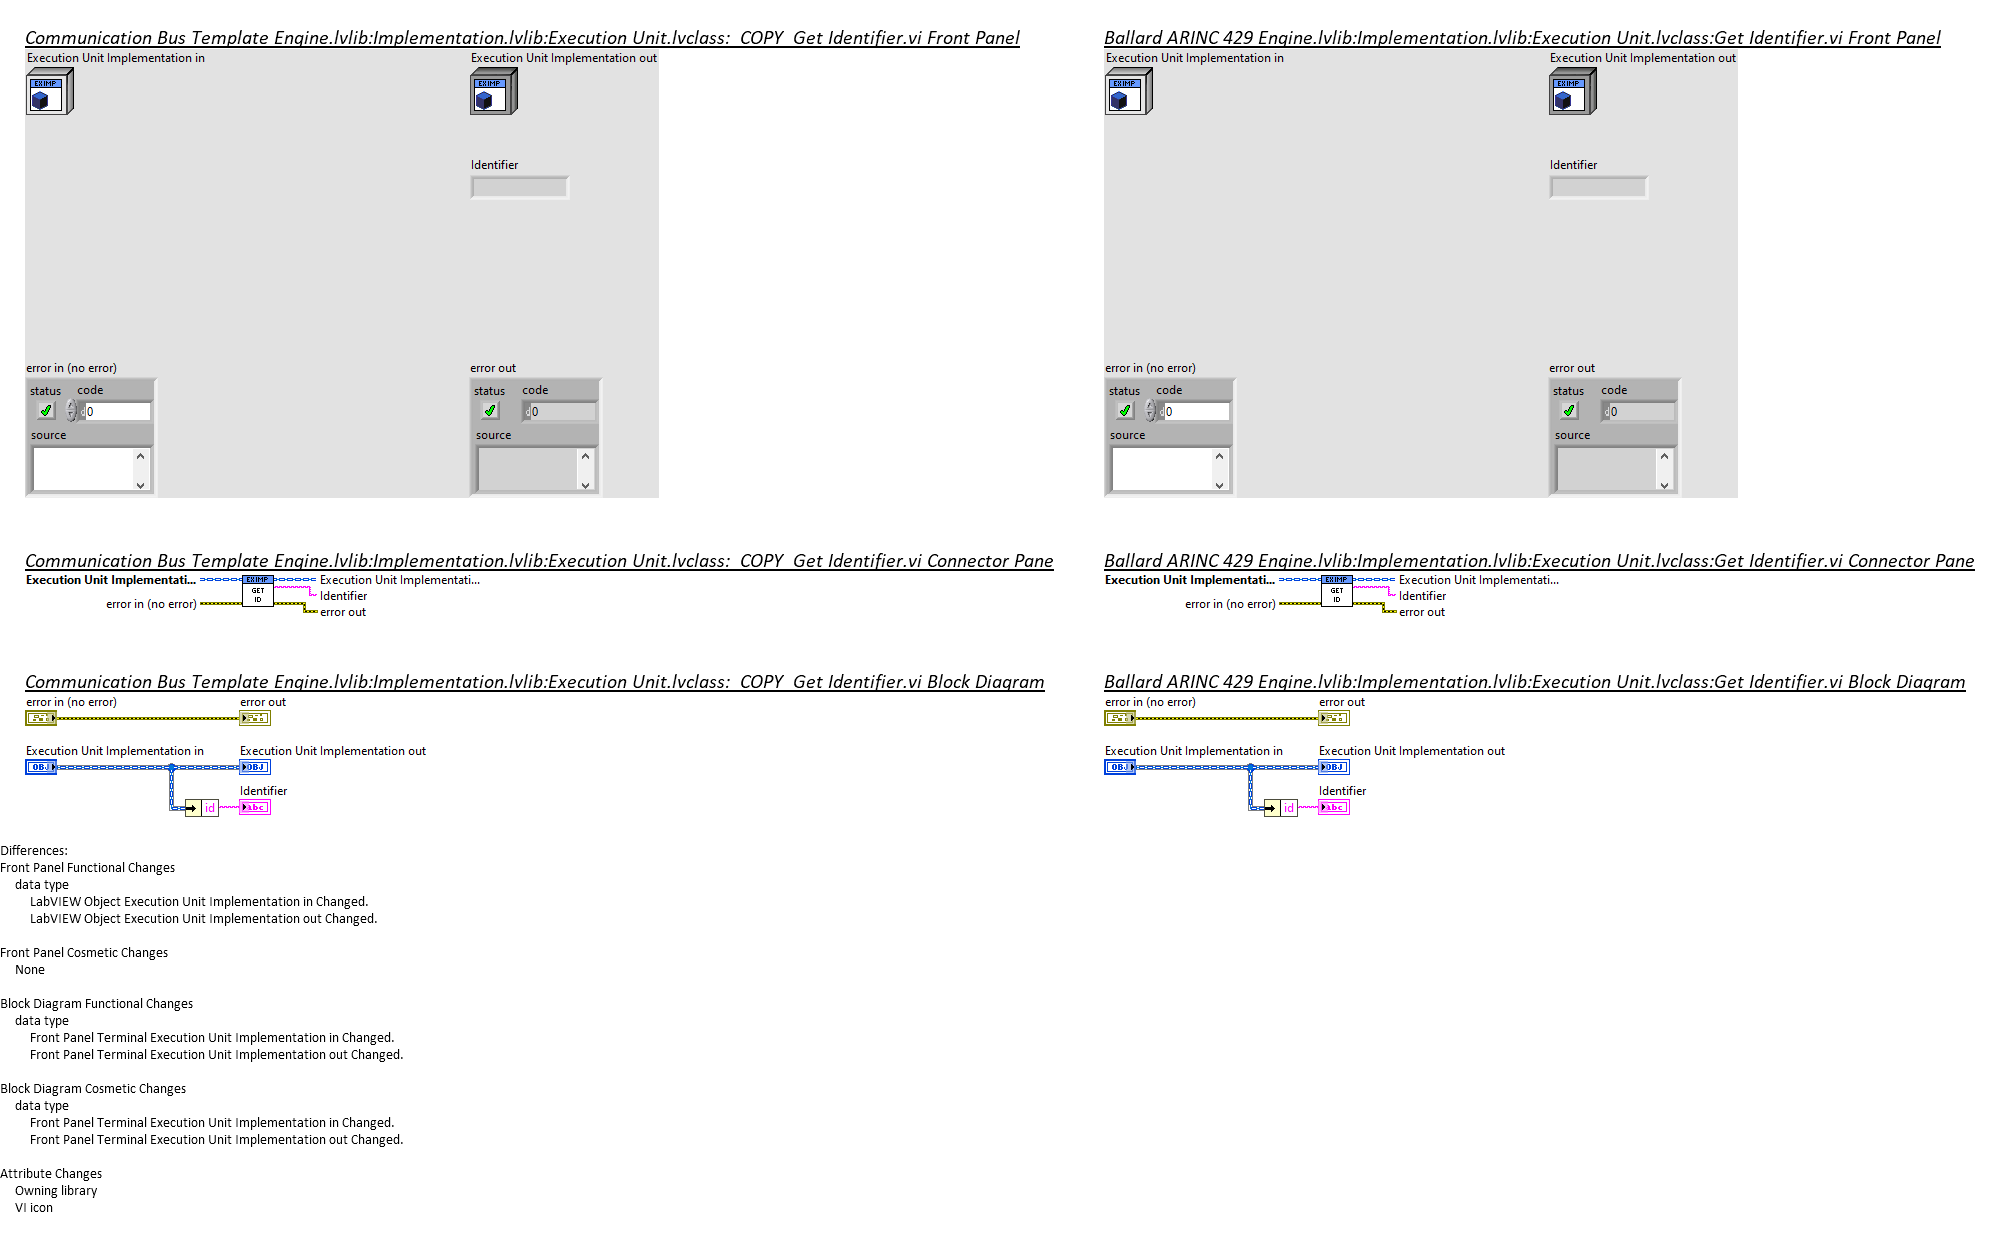 Communication Bus Template Engine.lvlib:Implementation.lvlib:Execution Unit.lvclass:  COPY  Get Identifier.vi Front Panel
Execution Unit Implementation in
Execution Unit Implementation out
EXIMP
EXIMP
Identifier
error in (no error)
error out
status code
status code
d0
d0
source
source
Ballard ARINC 429 Engine.lvlib:Implementation.lvlib:Execution Unit.lvclass:Get Identifier.vi Front Panel
Execution Unit Implementation in
Execution Unit Implementation out
EXIMP
EXIMP
Identifier
error in (no error)
error out
status code
status code
d0
d0
source
source
Communication Bus Template Engine.lvlib:Implementation.lvlib:Execution Unit.lvclass:  COPY  Get Identifier.vi Connector Pane
Execution Unit Implementati...
EXIMP
Execution Unit Implementati...
GET
Identifier
error in (no error)
ID
error out
Ballard ARINC 429 Engine.lvlib:Implementation.lvlib:Execution Unit.lvclass:Get Identifier.vi Connector Pane
Execution Unit Implementati...
EXIMP
Execution Unit Implementati...
GET
Identifier
error in (no error)
ID
error out
Communication Bus Template Engine.lvlib:Implementation.lvlib:Execution Unit.lvclass:  COPY  Get Identifier.vi Block Diagram
error in (no error)
error out
Execution Unit Implementation in
Execution Unit Implementation out
OBJ
OBJ
Identifier
id
abc
Ballard ARINC 429 Engine.lvlib:Implementation.lvlib:Execution Unit.lvclass:Get Identifier.vi Block Diagram
error in (no error)
error out
Execution Unit Implementation in
Execution Unit Implementation out
OBJ
OBJ
Identifier
id
abc
Differences:
Front Panel Functional Changes
data type
LabVIEW Object Execution Unit Implementation in Changed.
LabVIEW Object Execution Unit Implementation out Changed.
Front Panel Cosmetic Changes
None
Block Diagram Functional Changes
data type
Front Panel Terminal Execution Unit Implementation in Changed.
Front Panel Terminal Execution Unit Implementation out Changed.
Block Diagram Cosmetic Changes
data type
Front Panel Terminal Execution Unit Implementation in Changed.
Front Panel Terminal Execution Unit Implementation out Changed.
Attribute Changes
Owning library
VI icon